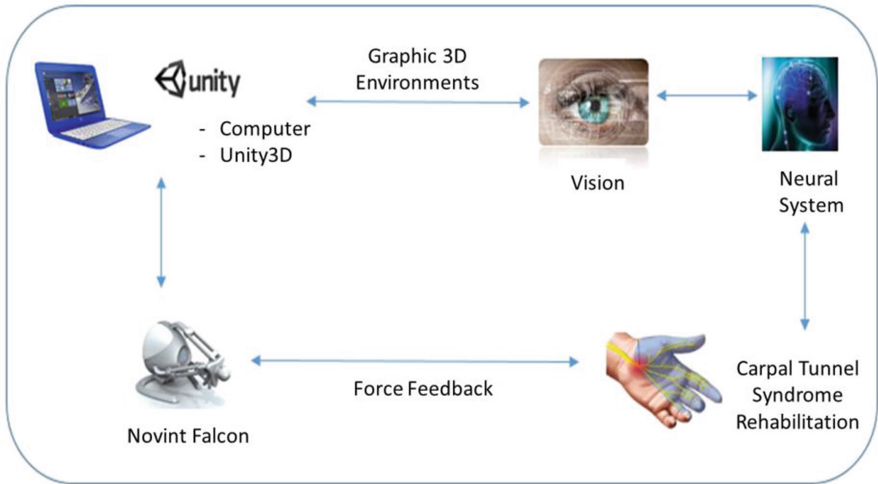 Graphic 3D
Environments
unity
- Computer
- Unity3D
Vision
Neural
System
Force Feedback
Novint Falcon
Carpal Tunnel
Syndrome
Rehabilitation